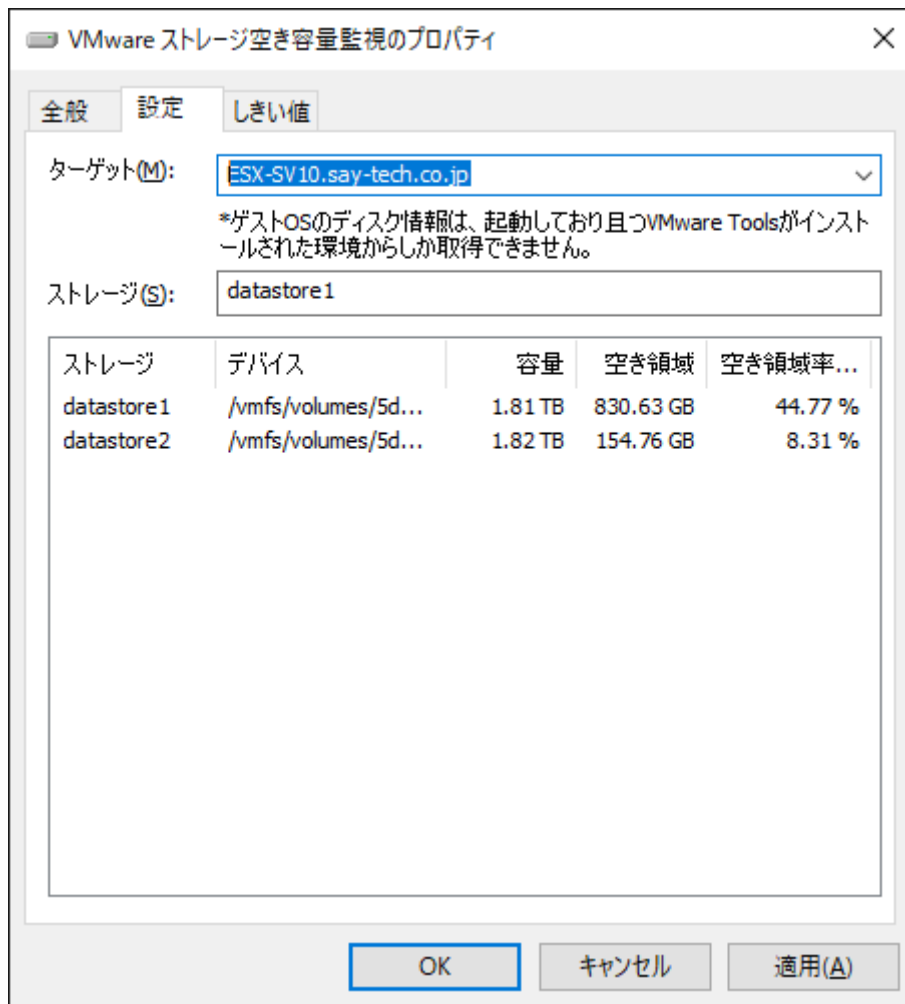 VMware ストレージ空き容量監視のプロパティ
全般 設定 しきい値
ターゲット(M): ESX-SV10.say-tech.co.jp
*ゲストOSのディスク情報は、起動しており且つVMware Toolsがインスト
ールされた環境からしか取得できません。
ストレージ(S): datastore1
ストレージ デバイス 容量 空き領域 空き領域率...
datastore1 /vmfs/volumes/5d... 1.81 TB 830.63 GB 44.77 %
datastore2 /vmfs/volumes/5d... 1.82 TB 154.76 GB 8.31 %
OK キャンセル 適用(A)